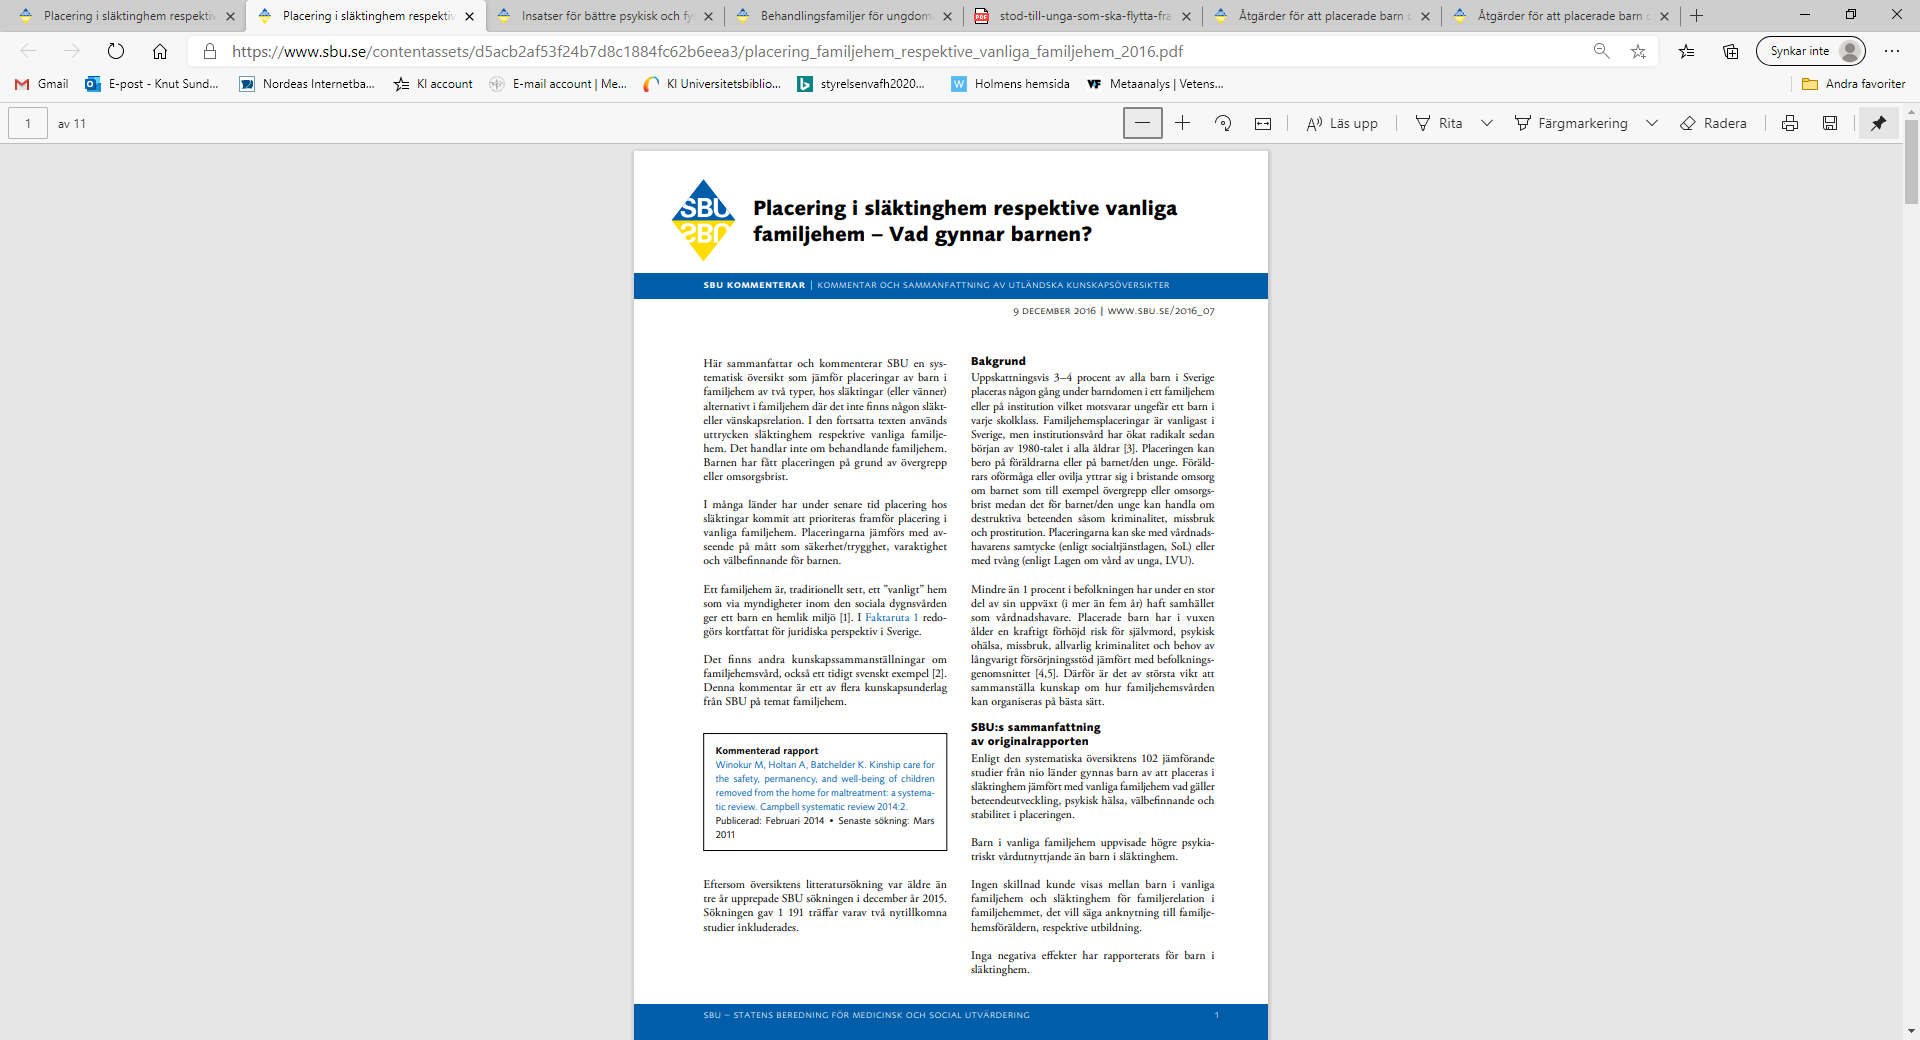 Placering i släktinghem respektiv
Placering i släktinghem respektiv
Insatser för bättre psykisk och fy
Behandlingsfamiljer för ungdom
stod-till-unga-som-ska-flytta-fra
Åtgärder för att placerade barn o
Åtgärder för att placerade barn o
https://www.sbu.se/contentassets/d5acb2af53f24b7d8c1884fc62b6eea3/placering_familjehem_respektive_vanliga_familjehem_2016.pdf
Synkar inte
Gmail
E-post - Knut Sund...
Nordeas Internetba...
KI account
E-mail account | Me...
KI Universitetsbiblio...
styrelsenvafh2020...
Holmens hemsida
Metaanalys | Vetens...
Andra favoriter
1 av 11
Läs upp
Rita
Färgmarkering
Radera
SBU
Placering i släktinghem respektive vanliga
familjehem – Vad gynnar barnen?
SBU KOMMENTERAR | KOMMENTAR OCH SAMMANFATTNING AV UTLÄNDSKA KUNSKAPSÖVERSIKTER
9 DECEMBER 2016 | WWW.SBU.SE/2016_07
Här sammanfattar och kommenterar SBU en sys-
tematisk översikt som jämför placeringar av barn i
familjehem av två typer, hos släktingar (eller vänner)
alternativt i familjehem där det inte finns någon släkt-
eller vänskapsrelation. I den fortsatta texten används
uttrycken släktinghem respektive vanliga familje-
hem. Det handlar inte om behandlande familjehem.
Barnen har fått placeringen på grund av övergrepp
eller omsorgsbrist.
I många länder har under senare tid placering hos
släktingar kommit att prioriteras framför placering i
vanliga familjehem. Placeringarna jämförs med av-
seende på mått som säkerhet/trygghet, varaktighet
och välbefinnande för barnen.
Ett familjehem är, traditionellt sett, ett ”vanligt” hem
som via myndigheter inom den sociala dygnsvården
ger ett barn en hemlik miljö [1]. I Faktaruta 1 redo-
görs kortfattat för juridiska perspektiv i Sverige.
Det finns andra kunskapssammanställningar om
familjehemsvård, också ett tidigt svenskt exempel [2].
Denna kommentar är ett av flera kunskapsunderlag
från SBU på temat familjehem.
Kommenterad rapport
Winokur M, Holtan A, Batchelder K. Kinship care for
the safety, permanency, and well-being of children
removed from the home for maltreatment: a systema-
tic review. Campbell systematic review 2014:2.
Publicerad: Februari 2014 • Senaste sökning: Mars
2011
Eftersom översiktens litteratursökning var äldre än
tre år upprepade SBU sökningen i december år 2015.
Sökningen gav 1 191 träffar varav två nytillkomna
studier inkluderades.
Bakgrund
Uppskattningsvis 3–4 procent av alla barn i Sverige
placeras någon gång under barndomen i ett familjehem
eller på institution vilket motsvarar ungefär ett barn i
varje skolklass. Familjehemsplaceringar är vanligast i
Sverige, men institutionsvård har ökat radikalt sedan
början av 1980-talet i alla åldrar [3]. Placeringen kan
bero på föräldrarna eller på barnet/den unge. Föräld-
rars oförmåga eller ovilja yttrar sig i bristande omsorg
om barnet som till exempel övergrepp eller omsorgs-
brist medan det för barnet/den unge kan handla om
destruktiva beteenden såsom kriminalitet, missbruk
och prostitution. Placeringarna kan ske med vårdnads-
havarens samtycke (enligt socialtjänstlagen, SoL) eller
med tvång (enligt Lagen om vård av unga, LVU).
Mindre än 1 procent i befolkningen har under en stor
del av sin uppväxt (i mer än fem år) haft samhället
som vårdnadshavare. Placerade barn har i vuxen
ålder en kraftigt förhöjd risk för självmord, psykisk
ohälsa, missbruk, allvarlig kriminalitet och behov av
långvarigt försörjningsstöd jämfört med befolknings-
genomsnittet [4,5]. Därför är det av största vikt att
sammanställa kunskap om hur familjehemsvården
kan organiseras på bästa sätt.
SBU:s sammanfattning
av originalrapporten
Enligt den systematiska översiktens 102 jämförande
studier från nio länder gynnas barn av att placeras i
släktinghem jämfört med vanliga familjehem vad gäller
beteendeutveckling, psykisk hälsa, välbefinnande och
stabilitet i placeringen.
Barn i vanliga familjehem uppvisade högre psykia-
triskt vårdutnyttjande än barn i släktinghem.
Ingen skillnad kunde visas mellan barn i vanliga
familjehem och släktinghem för familjerelation i
familjehemmet, det vill säga anknytning till familje-
hemsföräldern, respektive utbildning.
Inga negativa effekter har rapporterats för barn i
släktinghem.
SBU – STATENS BEREDNING FÖR MEDICINSK OCH SOCIAL UTVÄRDERING
1